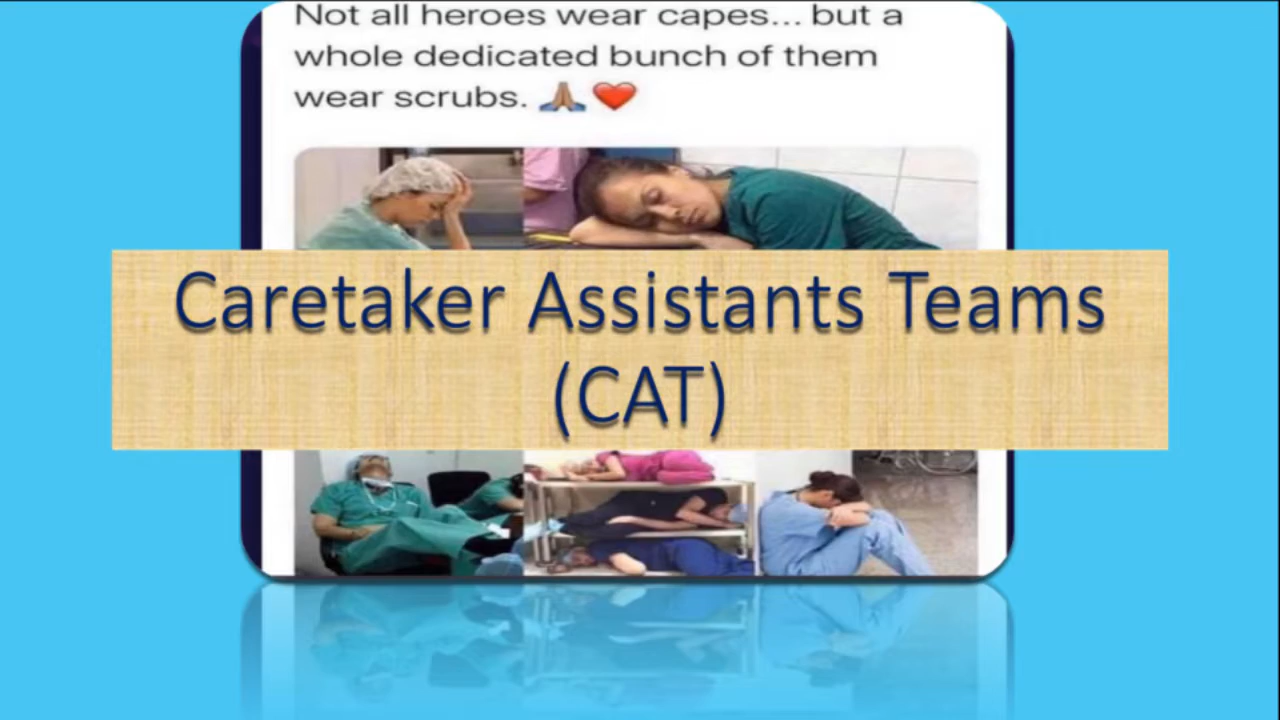 Not all heroes wear capes... but a
whole dedicated bunch of them
wear scrubs. 🙏🏽❤️
Caretaker Assistants Teams
(CAT)